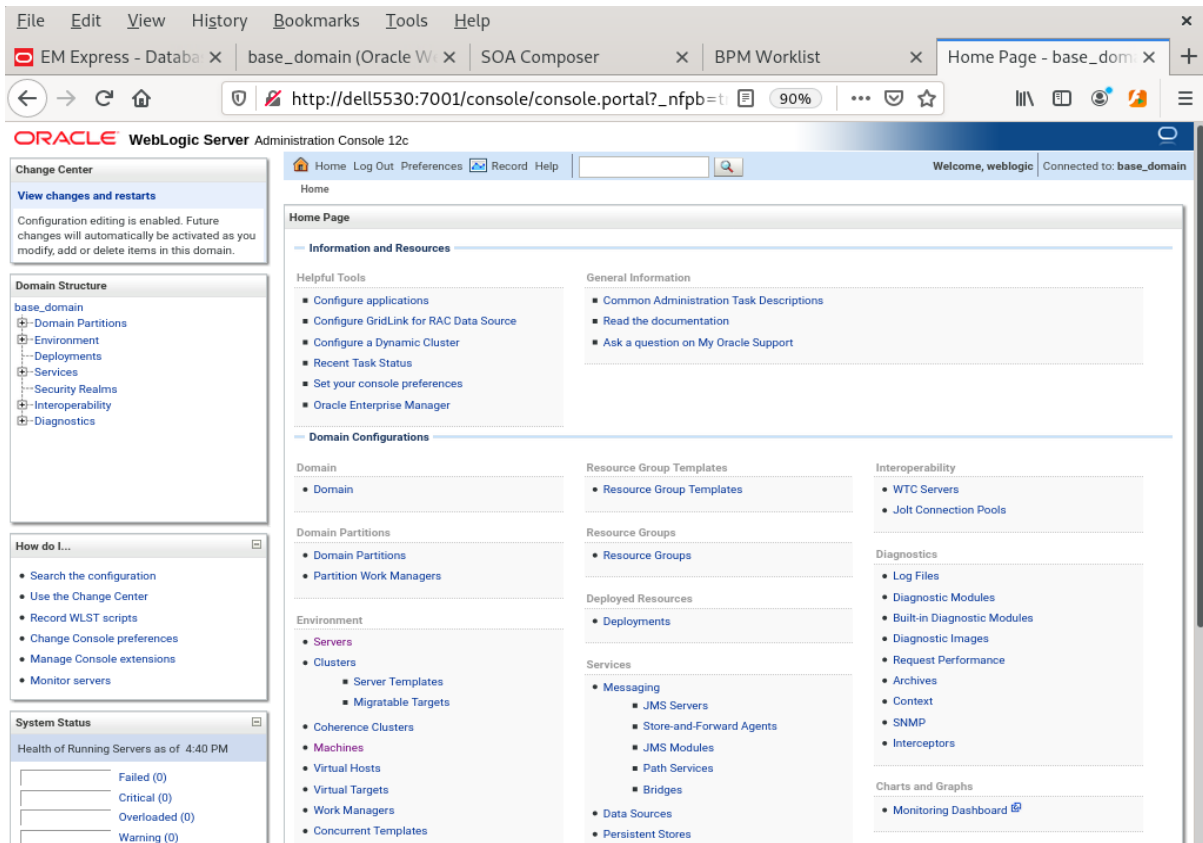 File Edit View History Bookmarks Tools Help
EM Express - Databa base_domain (Oracle W SOA Composer BPM Worklist Home Page - base_dom
http://dell5530:7001/console/console.portal?_nfpb=t 90%
ORACLE WebLogic Server Administration Console 12c
Change Center
View changes and restarts
Configuration editing is enabled. Future
changes will automatically be activated as you
modify, add or delete items in this domain.
Domain Structure
base_domain
Domain Partitions
Environment
Deployments
Services
Security Realms
Interoperability
Diagnostics
How do I...
Search the configuration
Use the Change Center
Record WLST scripts
Change Console preferences
Manage Console extensions
Monitor servers
System Status
Health of Running Servers as of 4:40 PM
Failed (0)
Critical (0)
Overloaded (0)
Warning (0)
Home Log Out Preferences Record Help
Welcome, weblogic Connected to: base_domain
Home
Home Page
Information and Resources
Helpful Tools
Configure applications
Configure GridLink for RAC Data Source
Configure a Dynamic Cluster
Recent Task Status
Set your console preferences
Oracle Enterprise Manager
General Information
Common Administration Task Descriptions
Read the documentation
Ask a question on My Oracle Support
Domain Configurations
Domain
Domain
Domain Partitions
Domain Partitions
Partition Work Managers
Environment
Servers
Clusters
Server Templates
Migratable Targets
Coherence Clusters
Machines
Virtual Hosts
Virtual Targets
Work Managers
Concurrent Templates
Resource Group Templates
Resource Group Templates
Resource Groups
Resource Groups
Deployed Resources
Deployments
Services
Messaging
JMS Servers
Store-and-Forward Agents
JMS Modules
Path Services
Bridges
Data Sources
Persistent Stores
Interoperability
WTC Servers
Jolt Connection Pools
Diagnostics
Log Files
Diagnostic Modules
Built-in Diagnostic Modules
Diagnostic Images
Request Performance
Archives
Context
SNMP
Interceptors
Charts and Graphs
Monitoring Dashboard